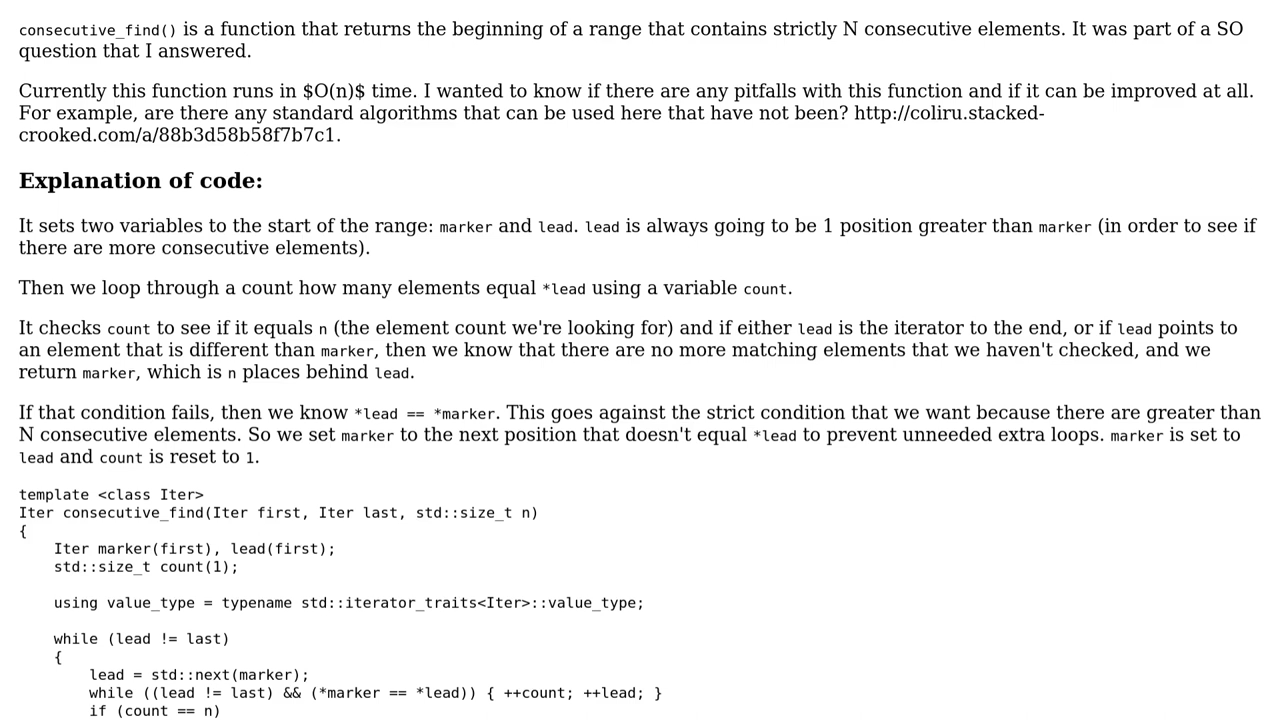 consecutive_find() is a function that returns the beginning of a range that contains strictly N consecutive elements. It was part of a SO
question that I answered.
Currently this function runs in $O(n)$ time. I wanted to know if there are any pitfalls with this function and if it can be improved at all.
For example, are there any standard algorithms that can be used here that have not been? http://coliru.stacked-
crooked.com/a/88b3d58b58f7b7c1.
Explanation of code:
It sets two variables to the start of the range: marker and lead. lead is always going to be 1 position greater than marker (in order to see if
there are more consecutive elements).
Then we loop through a count how many elements equal *lead using a variable count.
It checks count to see if it equals n (the element count we're looking for) and if either lead is the iterator to the end, or if lead points to
an element that is different than marker, then we know that there are no more matching elements that we haven't checked, and we
return marker, which is n places behind lead.
If that condition fails, then we know *lead == *marker. This goes against the strict condition that we want because there are greater than
N consecutive elements. So we set marker to the next position that doesn't equal *lead to prevent unneeded extra loops. marker is set to
lead and count is reset to 1.
template <class Iter>
Iter consecutive_find(Iter first, Iter last, std::size_t n)
{
    Iter marker(first), lead(first);
    std::size_t count(1);
    using value_type = typename std::iterator_traits<Iter>::value_type;
    while (lead != last)
    {
        lead = std::next(marker);
        while ((lead != last) && (*marker == *lead)) { ++count; ++lead; }
        if (count == n)